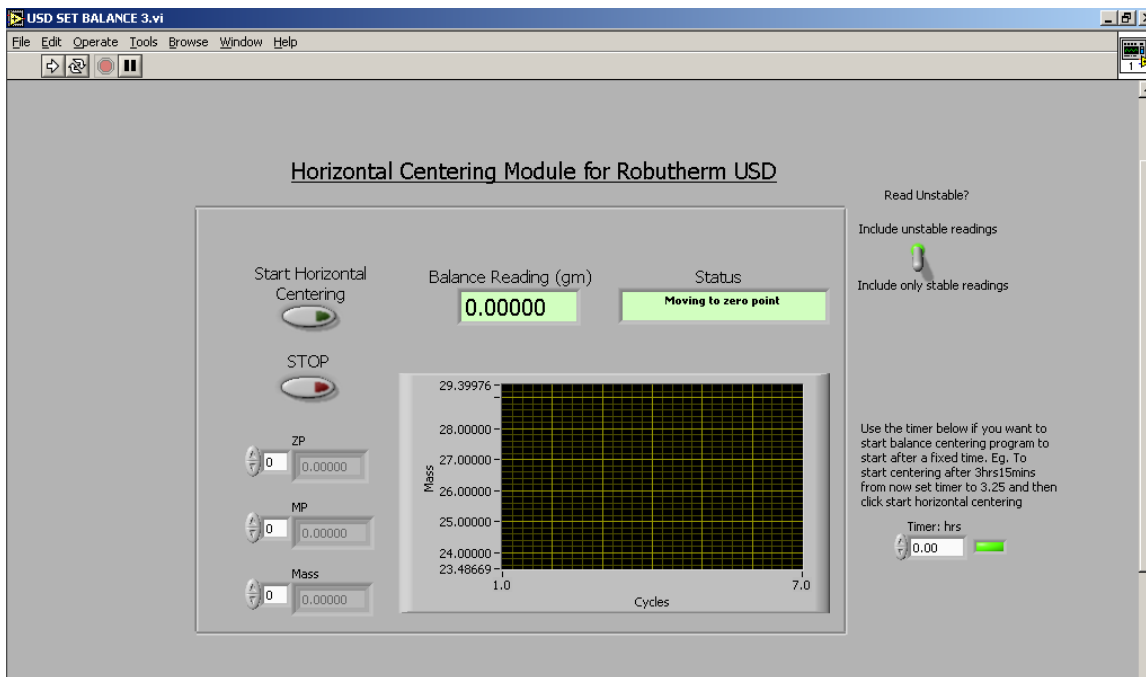 USD SET BALANCE 3.vi
File Edit Operate Tools Browse Window Help
1
Horizontal Centering Module for Robutherm USD
Read Unstable?
Include unstable readings
Include only stable readings
Start Horizontal
Centering
Balance Reading (gm)
0.00000
Status
Moving to zero point
STOP
ZP
0 0.00000
MP
0 0.00000
Mass
0 0.00000
29.39976
28.00000
27.00000
26.00000
25.00000
24.00000
23.48669
Mass
1.0 7.0
Cycles
Use the timer below if you want to
start balance centering program to
start after a fixed time. Eg. To
start centering after 3hrs15mins
from now set timer to 3.25 and then
click start horizontal centering
Timer: hrs
0.00